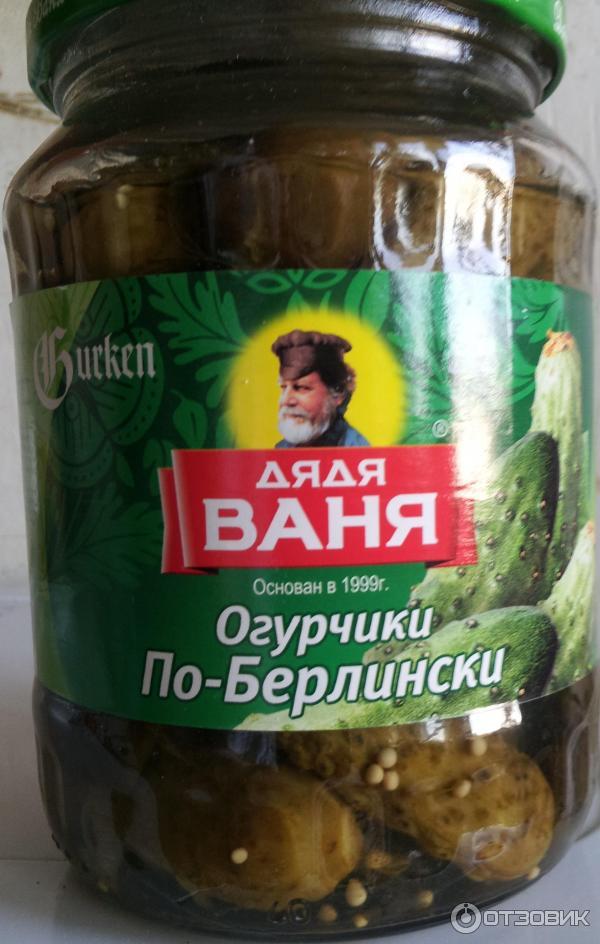 Gurken
®
ДЯДЯ
ВАНЯ
Основан в 1999г.
Огурчики
По-Берлински
ОТЗОВИК